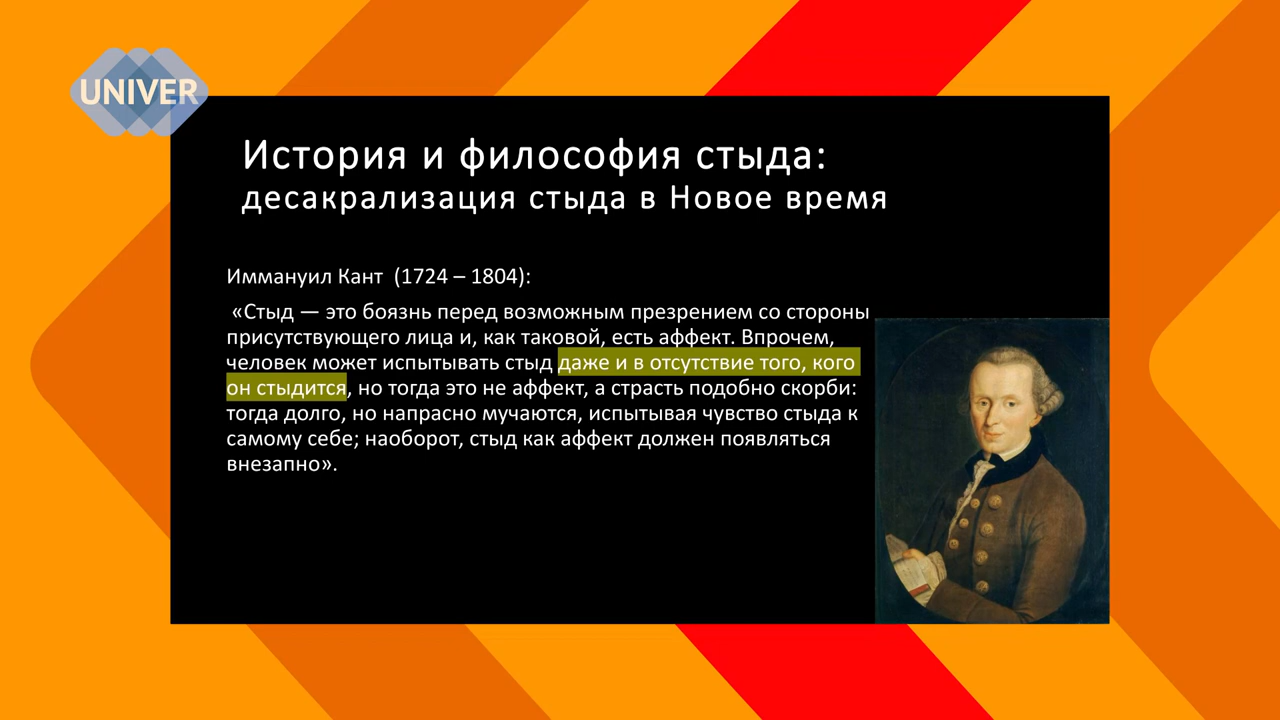 UNIVER
История и философия стыда:
десакрализация стыда в Новое время
Иммануил Кант (1724 – 1804):
«Стыд — это боязнь перед возможным презрением со стороны
присутствующего лица и, как таковой, есть аффект. Впрочем,
человек может испытывать стыд даже и в отсутствие того, кого
он стыдится, но тогда это не аффект, а страсть подобно скорби:
тогда долго, но напрасно мучаются, испытывая чувство стыда к
самому себе; наоборот, стыд как аффект должен появляться
внезапно».